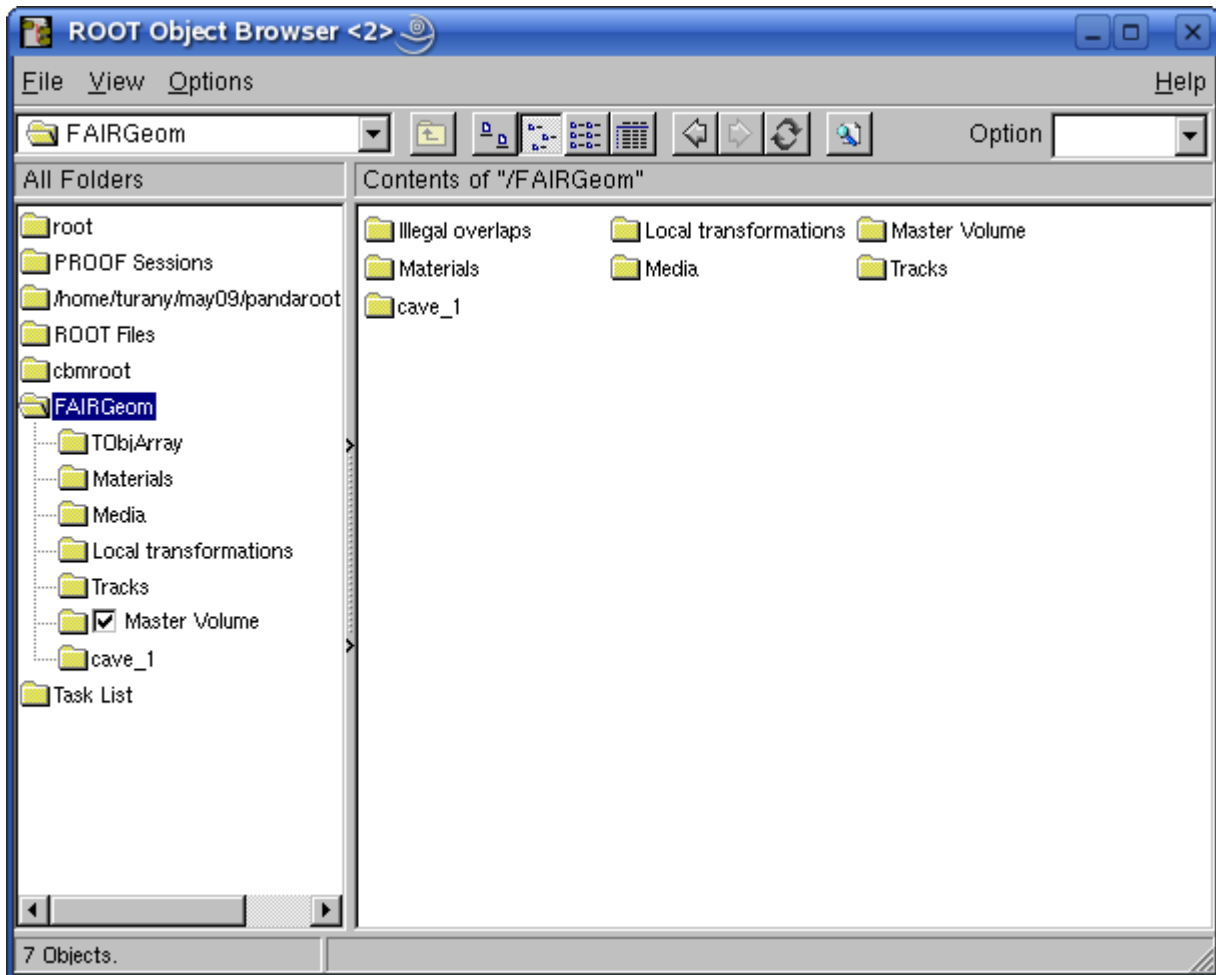 ROOT Object Browser <2>
File View Options Help
FAIRGeom Option
All Folders
Contents of "/FAIRGeom"
root
PROOF Sessions
/home/turany/may09/pandaroot
ROOT Files
cbmroot
FAIRGeom
TObjArray
Materials
Media
Local transformations
Tracks
Master Volume
cave_1
Task List
Illegal overlaps Local transformations Master Volume
Materials Media Tracks
cave_1
7 Objects.